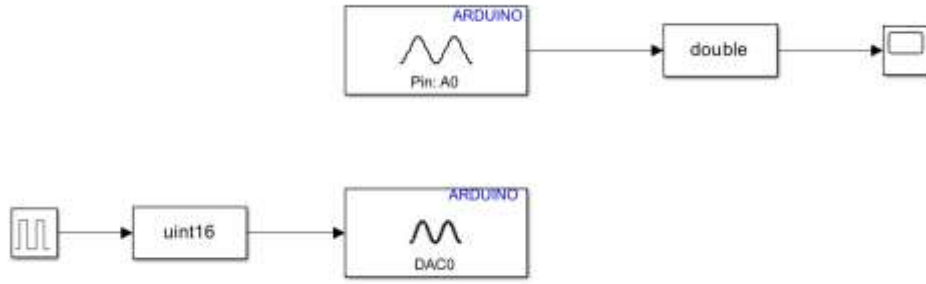 ARDUINO
Pin: A0
double
uint16
ARDUINO
DAC0